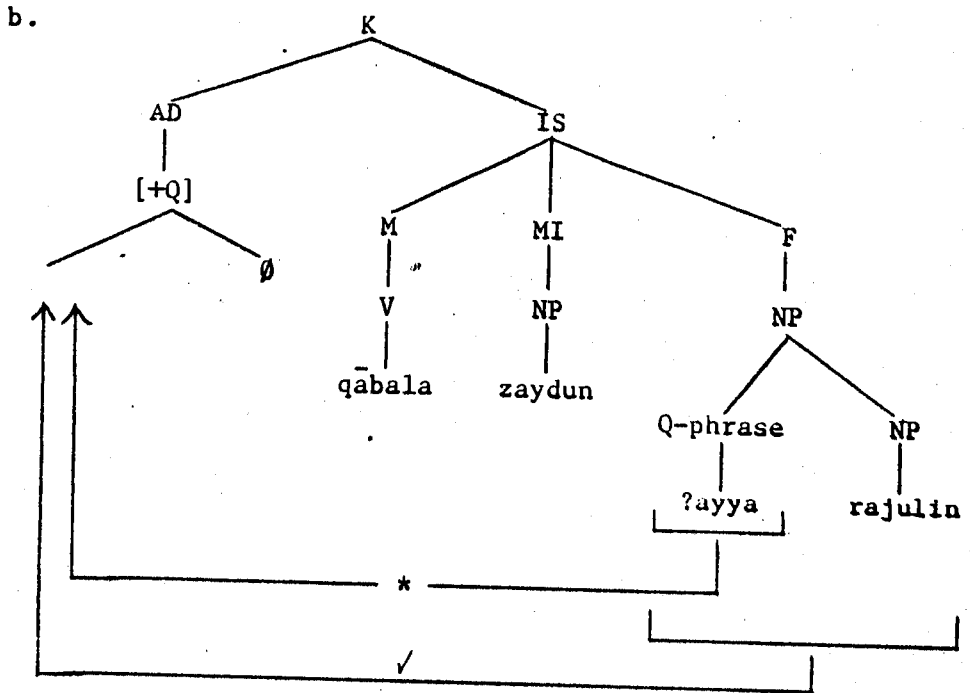 b.
K
AD IS
[+Q]
M MI F
Ø
V NP NP
qābala zaydun
Q-phrase NP
?ayya rajulin
*
√